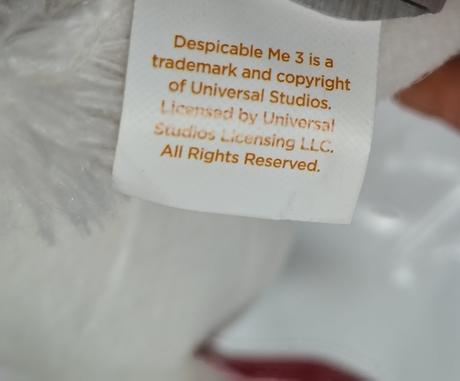 Despicable Me 3 is a
trademark and copyright
of Universal Studios.
Licensed by Universal
Studios Licensing LLC.
All Rights Reserved.